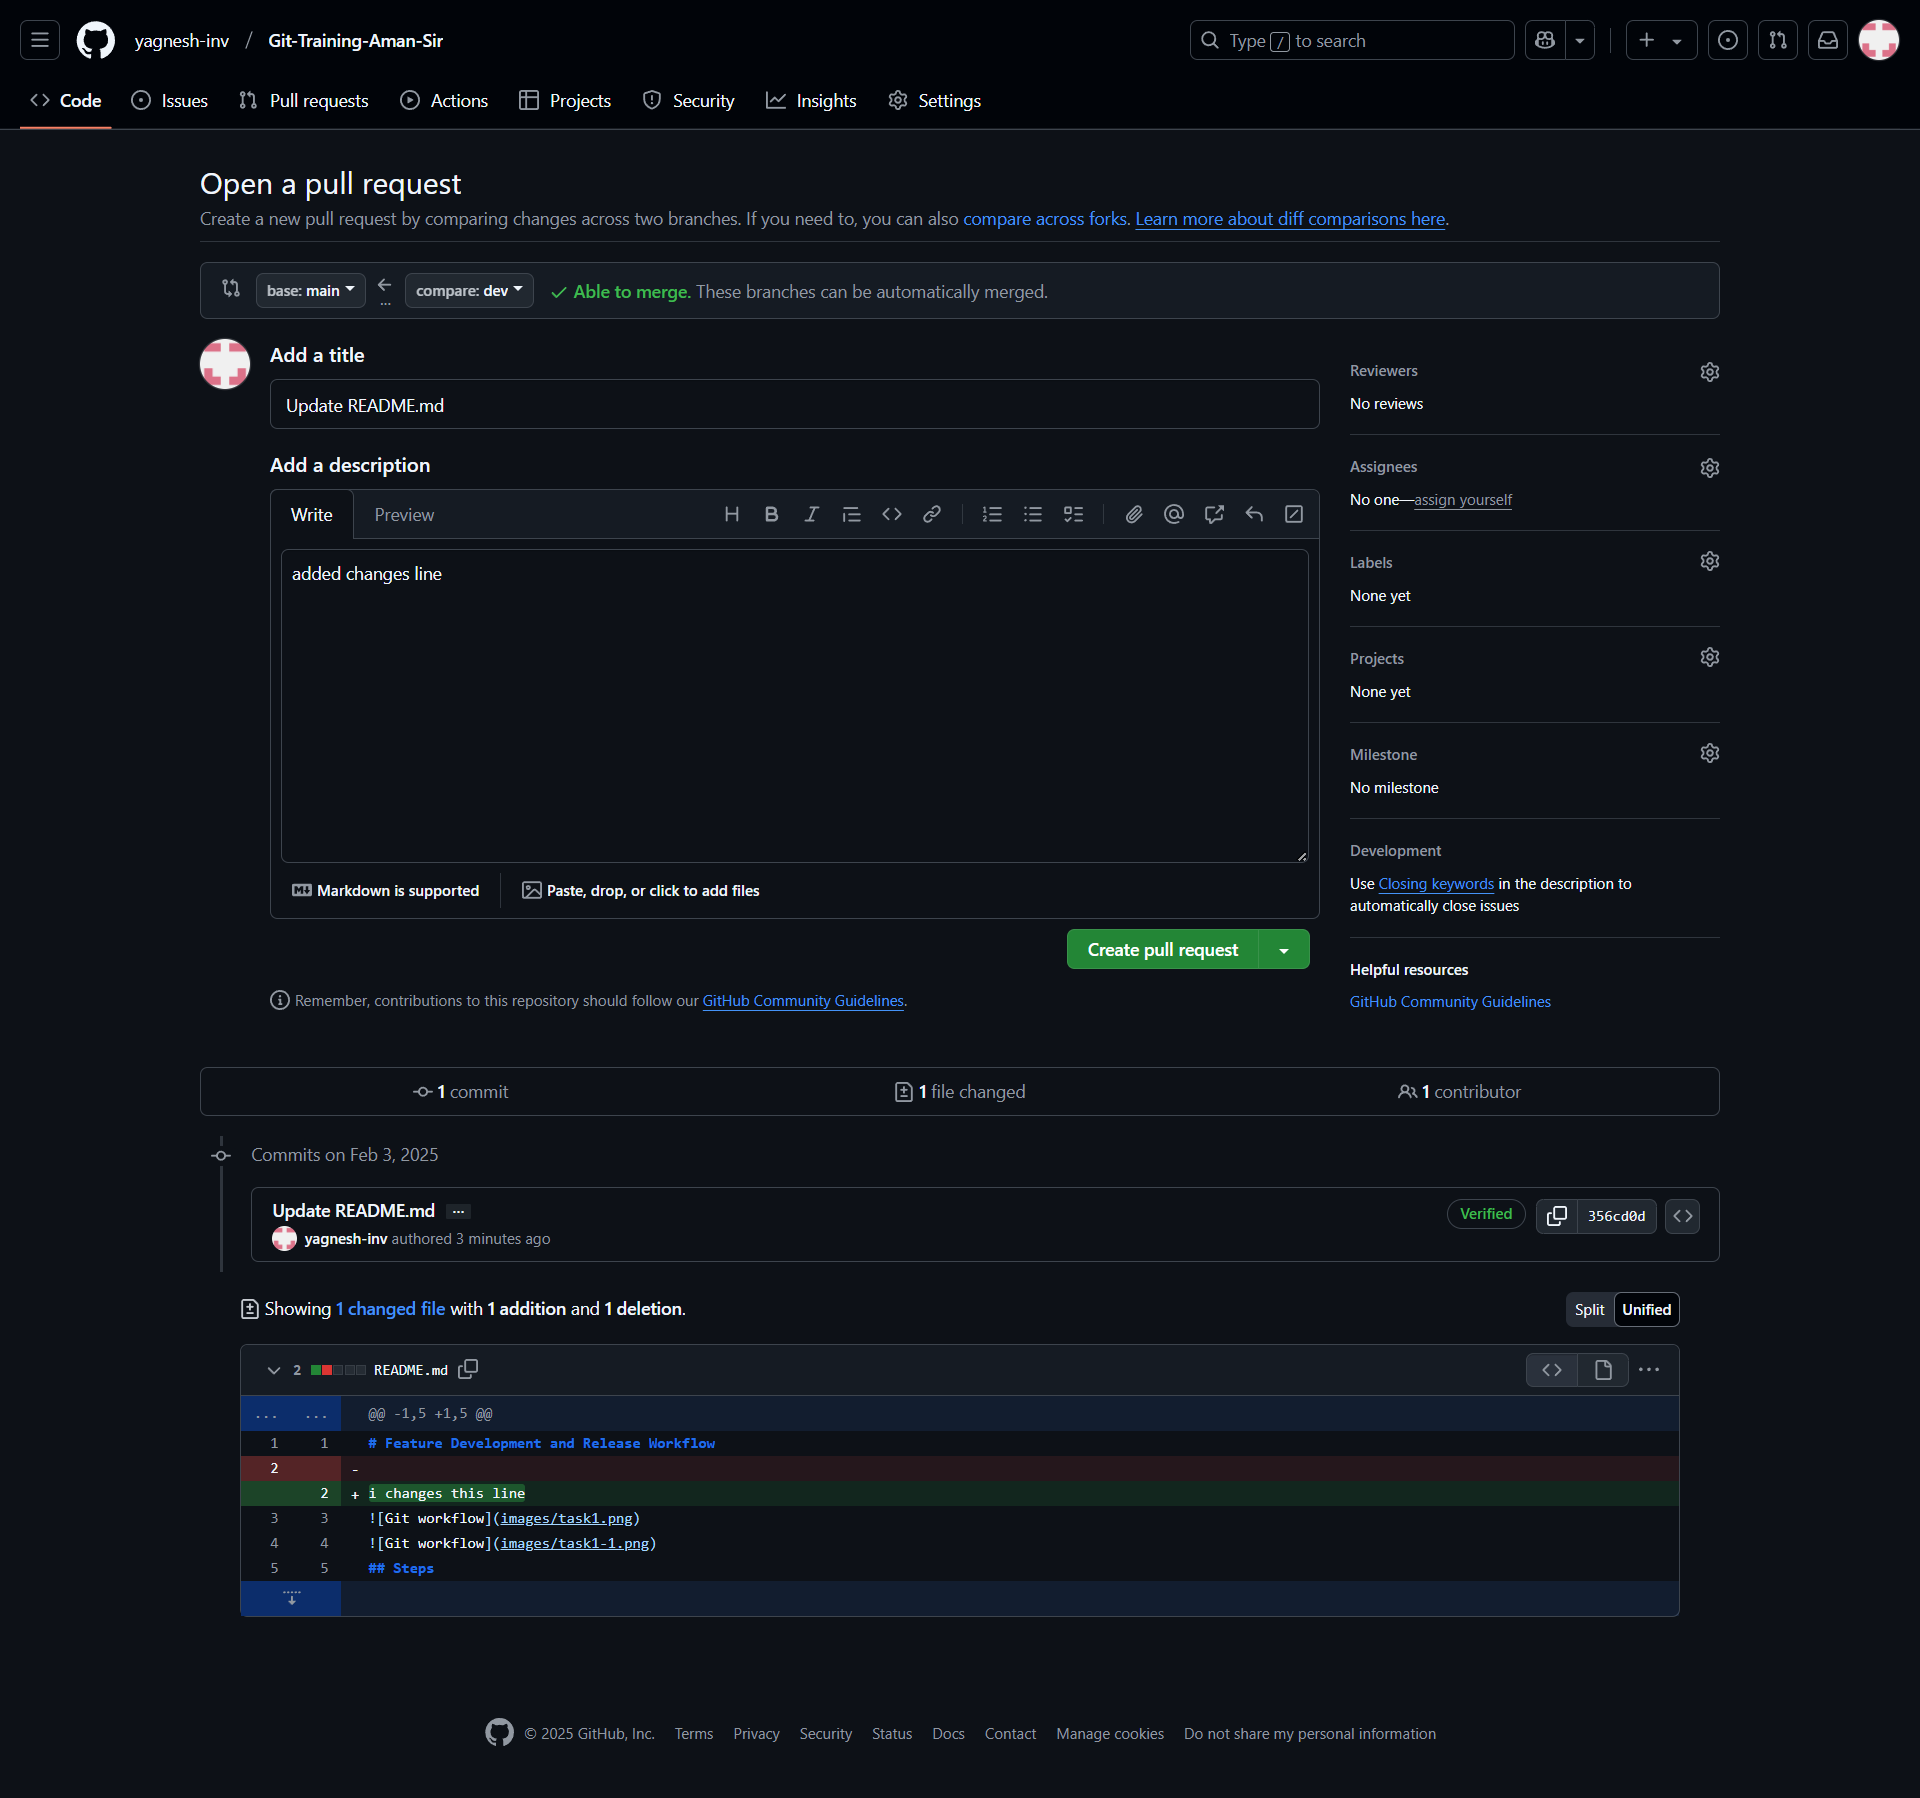 yagnesh-inv / Git-Training-Aman-Sir
Type / to search
Code Issues Pull requests Actions Projects Security Insights Settings
Open a pull request
Create a new pull request by comparing changes across two branches. If you need to, you can also compare across forks. Learn more about diff comparisons here.
base: main ... compare: dev Able to merge. These branches can be automatically merged.
Add a title
Update README.md
Add a description
Write Preview
added changes line
Markdown is supported Paste, drop, or click to add files
Create pull request
Remember, contributions to this repository should follow our GitHub Community Guidelines.
Reviewers
No reviews
Assignees
No one—assign yourself
Labels
None yet
Projects
None yet
Milestone
No milestone
Development
Use Closing keywords in the description to
automatically close issues
Helpful resources
GitHub Community Guidelines
1 commit 1 file changed 1 contributor
Commits on Feb 3, 2025
Update README.md ...
Verified 356cd0d
yagnesh-inv authored 3 minutes ago
Showing 1 changed file with 1 addition and 1 deletion.
Split Unified
2 README.md
... ... @@ -1,5 +1,5 @@
1 1 # Feature Development and Release Workflow
2 -
2 + i changes this line
3 3 ![Git workflow](images/task1.png)
4 4 ![Git workflow](images/task1-1.png)
5 5 ## Steps
© 2025 GitHub, Inc. Terms Privacy Security Status Docs Contact Manage cookies Do not share my personal information